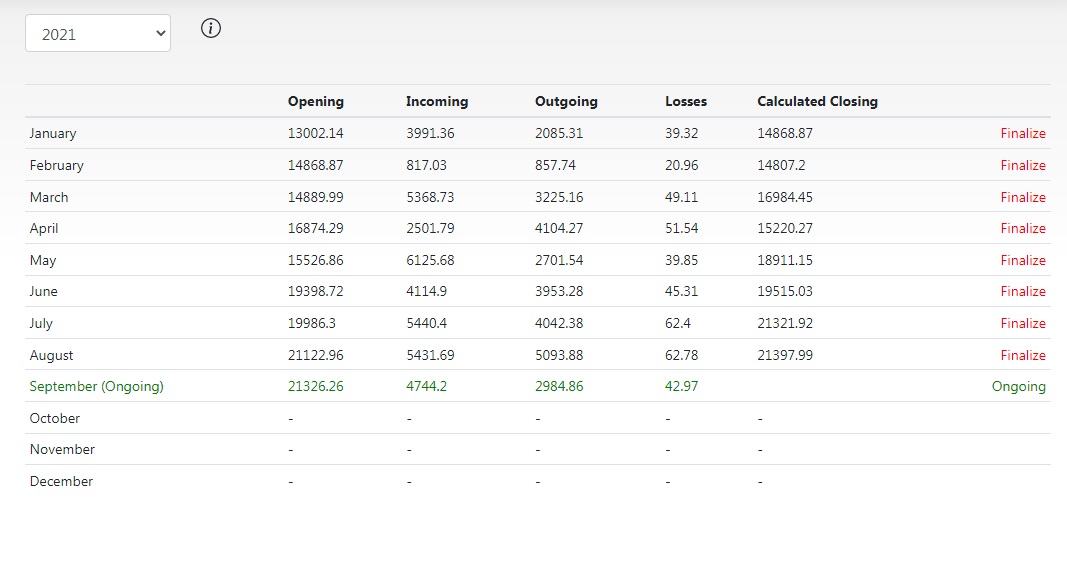 2021
Opening Incoming Outgoing Losses Calculated Closing
January 13002.14 3991.36 2085.31 39.32 14868.87 Finalize
February 14868.87 817.03 857.74 20.96 14807.2 Finalize
March 14889.99 5368.73 3225.16 49.11 16984.45 Finalize
April 16874.29 2501.79 4104.27 51.54 15220.27 Finalize
May 15526.86 6125.68 2701.54 39.85 18911.15 Finalize
June 19398.72 4114.9 3953.28 45.31 19515.03 Finalize
July 19986.3 5440.4 4042.38 62.4 21321.92 Finalize
August 21122.96 5431.69 5093.88 62.78 21397.99 Finalize
September (Ongoing) 21326.26 4744.2 2984.86 42.97 Ongoing
October - - - - -
November - - - - -
December - - - - -